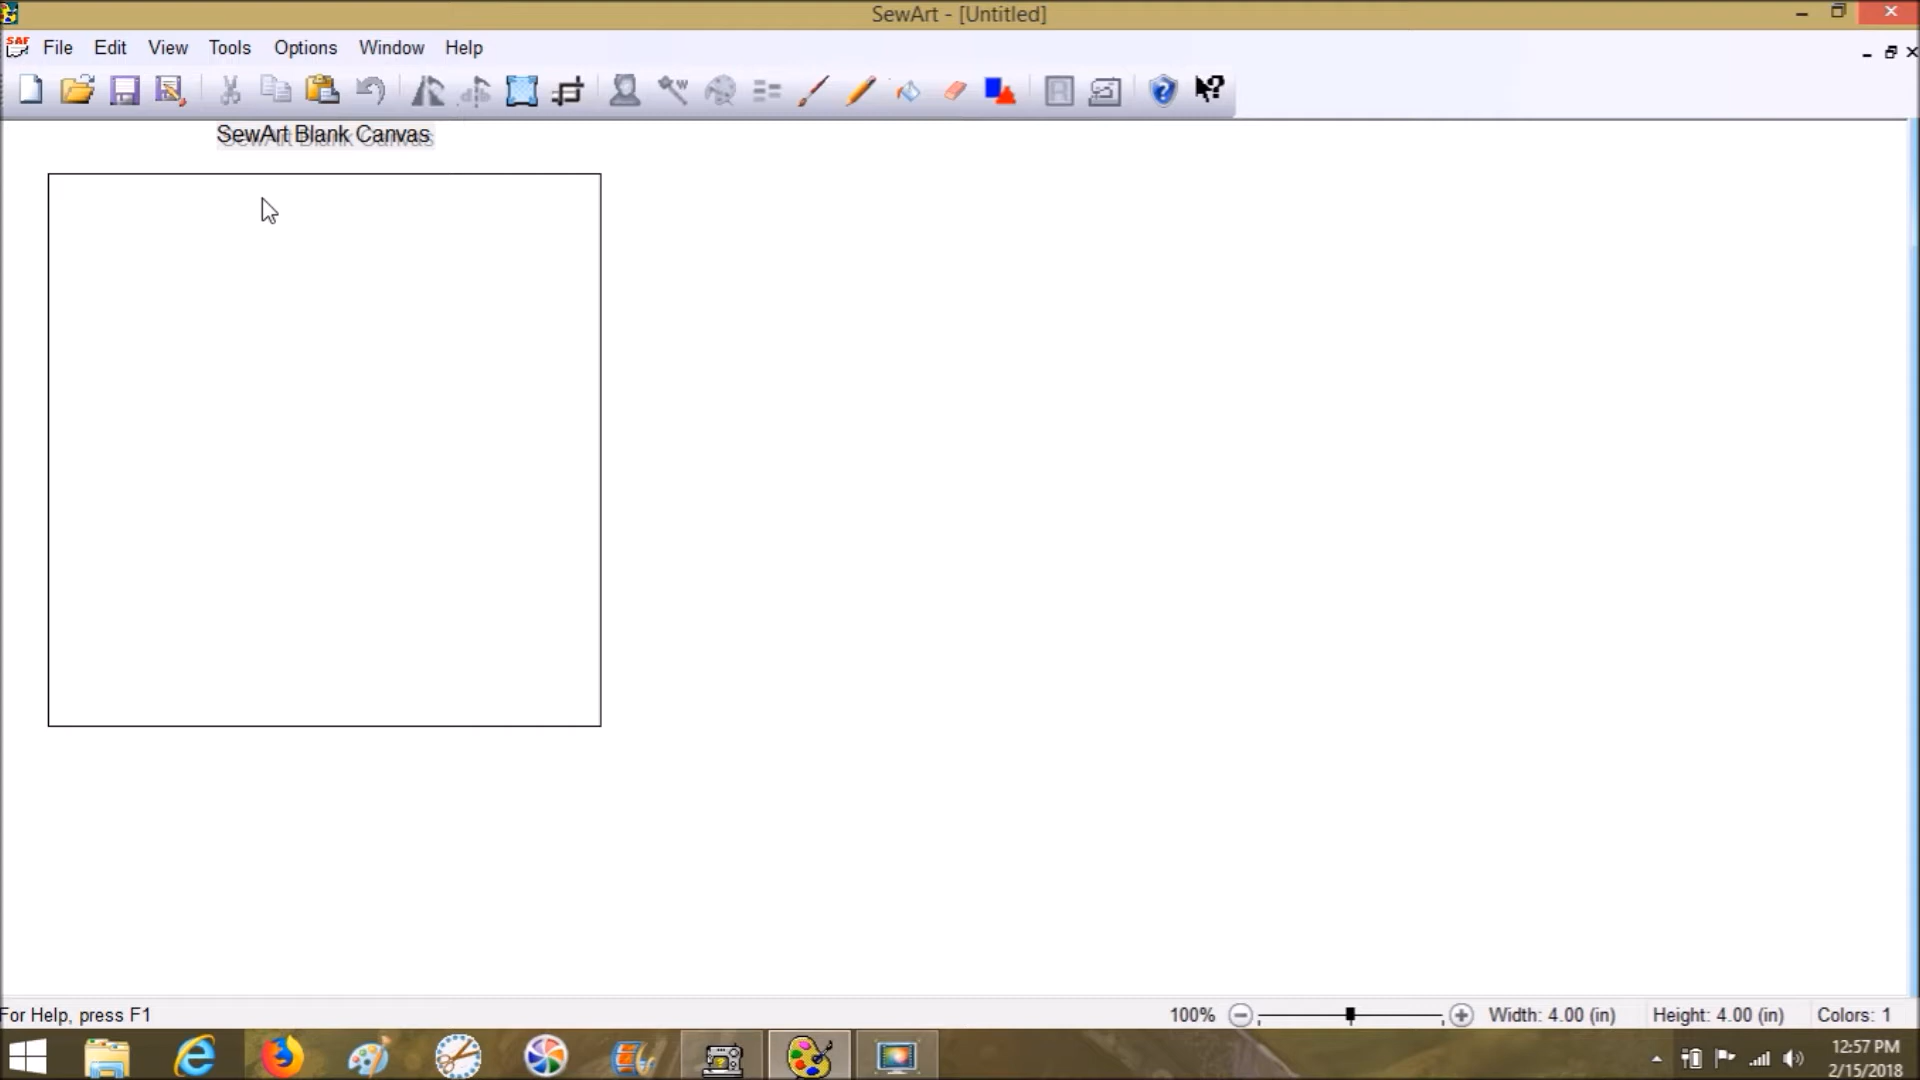 SewArt - [Untitled]
SAF File Edit View Tools Options Window Help
SewArt Blank Canvas
For Help, press F1
100% Width: 4.00 (in) Height: 4.00 (in) Colors: 1
12:57 PM
2/15/2018